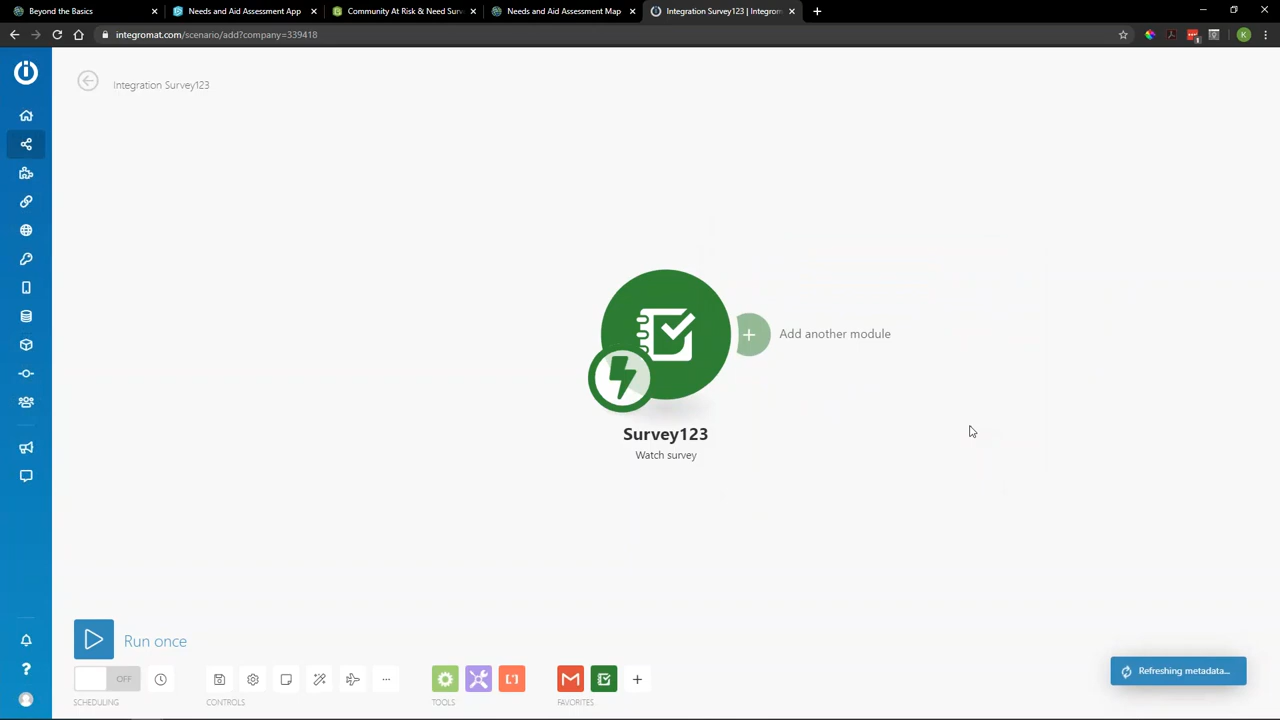 Beyond the Basics
Needs and Aid Assessment App
Community At Risk & Need Surv
Needs and Aid Assessment Map
Integration Survey123 | Integrom
integromat.com/scenario/add?company=339418
K
Integration Survey123
Add another module
Survey123
Watch survey
Run once
Refreshing metadata...
OFF
SCHEDULING
CONTROLS
TOOLS
FAVORITES